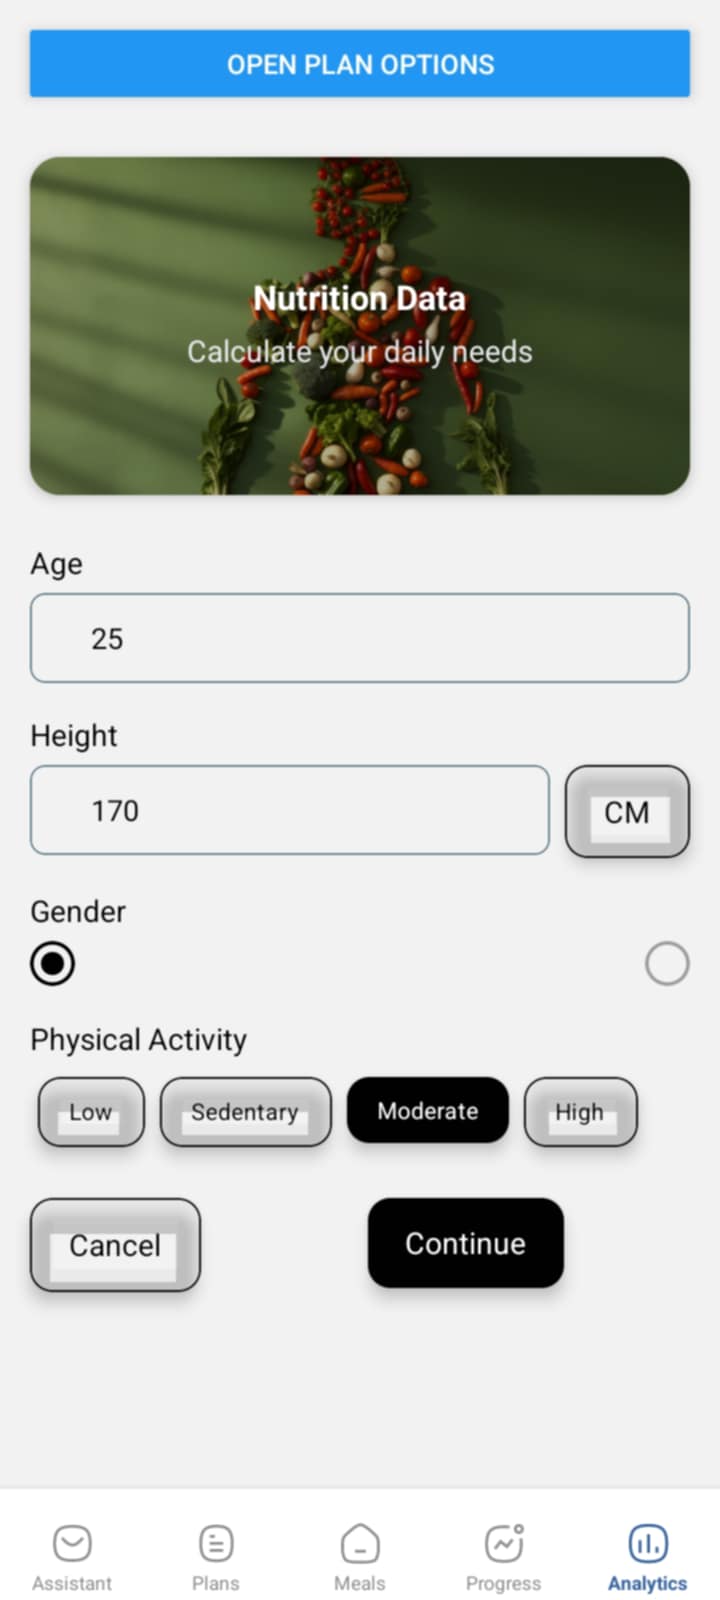 OPEN PLAN OPTIONS
Nutrition Data
Calculate your daily needs
Age
25
Height
170
CM
Gender
Physical Activity
Low
Sedentary
Moderate
High
Cancel
Continue
Assistant
Plans
Meals
Progress
Analytics